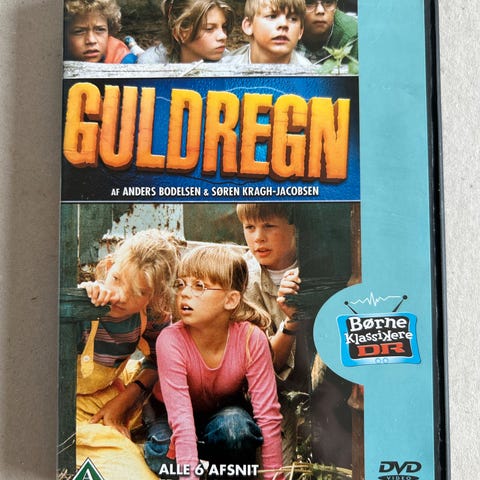 GULDREGN
AF ANDERS BODELSEN & SØREN KRAGH-JACOBSEN
Børne
Klassikere
DR
ALLE 6 AFSNIT
A
DVD
VIDEO